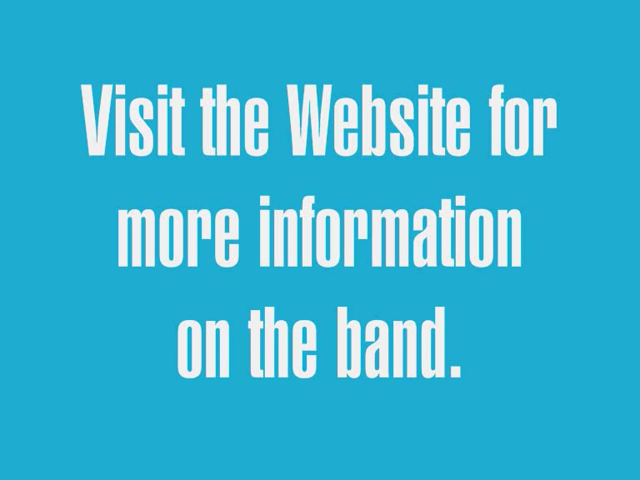 Visit the Website for
more information
on the band.